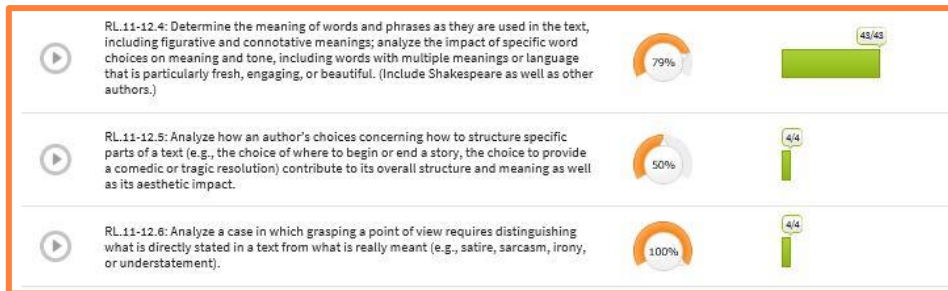 RL.11-12.4: Determine the meaning of words and phrases as they are used in the text,
including figurative and connotative meanings; analyze the impact of specific word
choices on meaning and tone, including words with multiple meanings or language
that is particularly fresh, engaging, or beautiful. (Include Shakespeare as well as other
authors.)
79%
43/43
RL.11-12.5: Analyze how an author's choices concerning how to structure specific
parts of a text (e.g., the choice of where to begin or end a story, the choice to provide
a comedic or tragic resolution) contribute to its overall structure and meaning as well
as its aesthetic impact.
50%
4/4
RL.11-12.6: Analyze a case in which grasping a point of view requires distinguishing
what is directly stated in a text from what is really meant (e.g., satire, sarcasm, irony,
or understatement).
100%
4/4